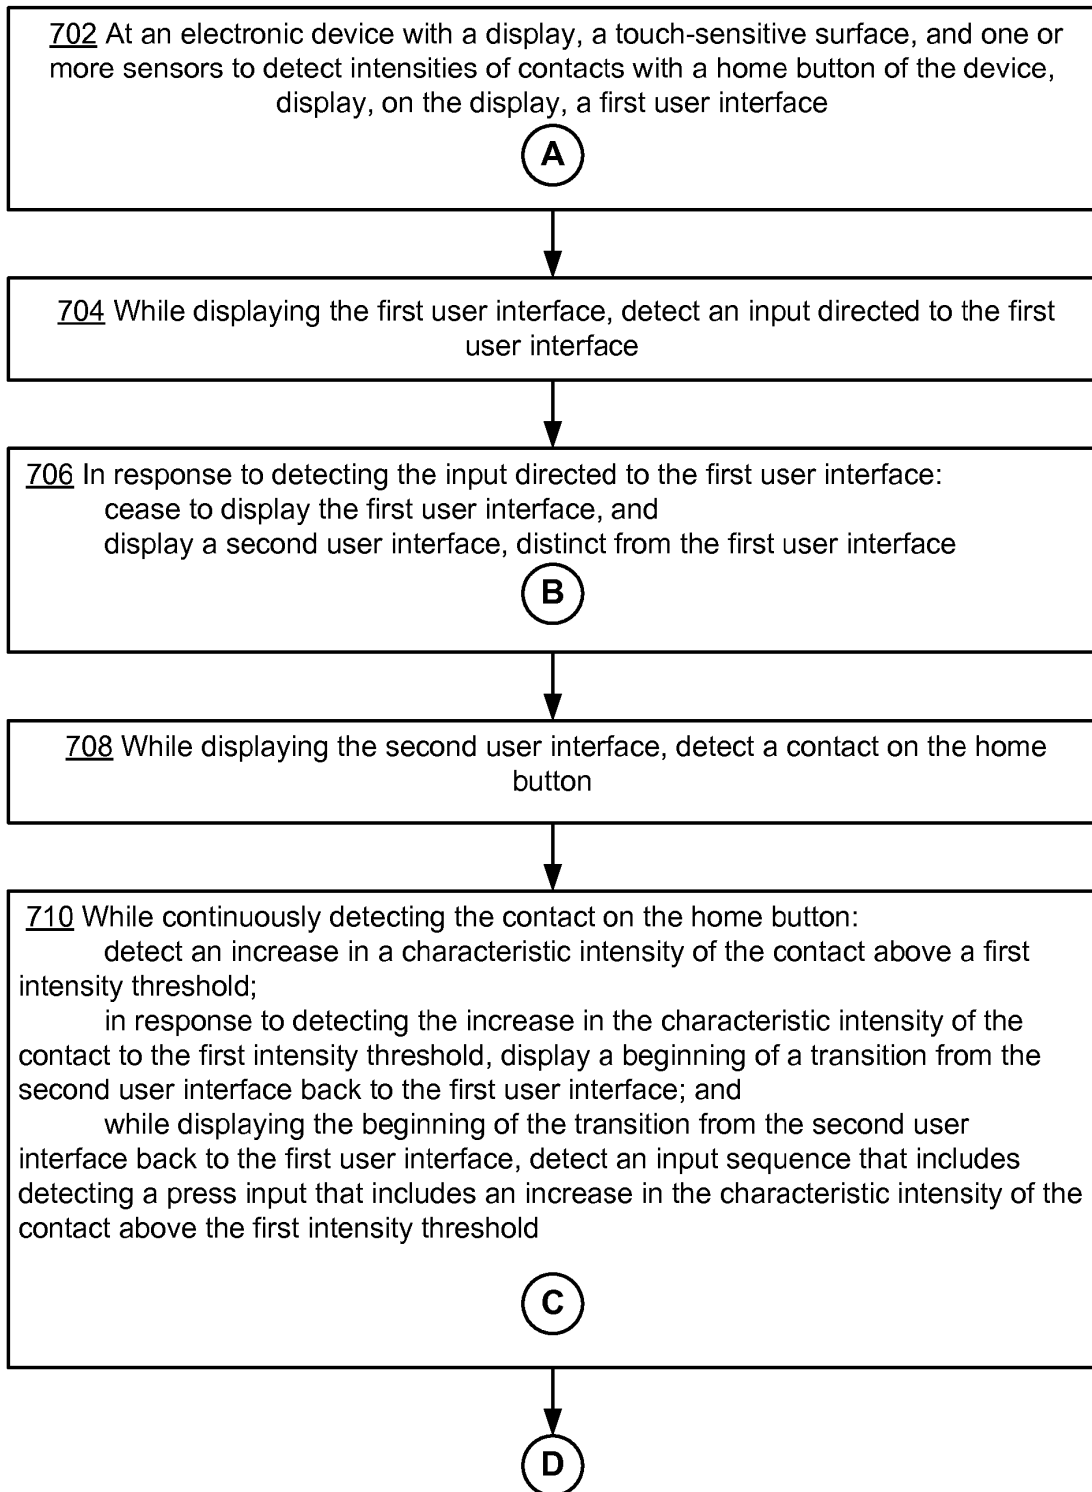 702 At an electronic device with a display, a touch-sensitive surface, and one or
more sensors to detect intensities of contacts with a home button of the device,
display, on the display, a first user interface
A
704 While displaying the first user interface, detect an input directed to the first
user interface
706 In response to detecting the input directed to the first user interface:
cease to display the first user interface, and
display a second user interface, distinct from the first user interface
B
708 While displaying the second user interface, detect a contact on the home
button
710 While continuously detecting the contact on the home button:
detect an increase in a characteristic intensity of the contact above a first
intensity threshold;
in response to detecting the increase in the characteristic intensity of the
contact to the first intensity threshold, display a beginning of a transition from the
second user interface back to the first user interface; and
while displaying the beginning of the transition from the second user
interface back to the first user interface, detect an input sequence that includes
detecting a press input that includes an increase in the characteristic intensity of the
contact above the first intensity threshold
C
D